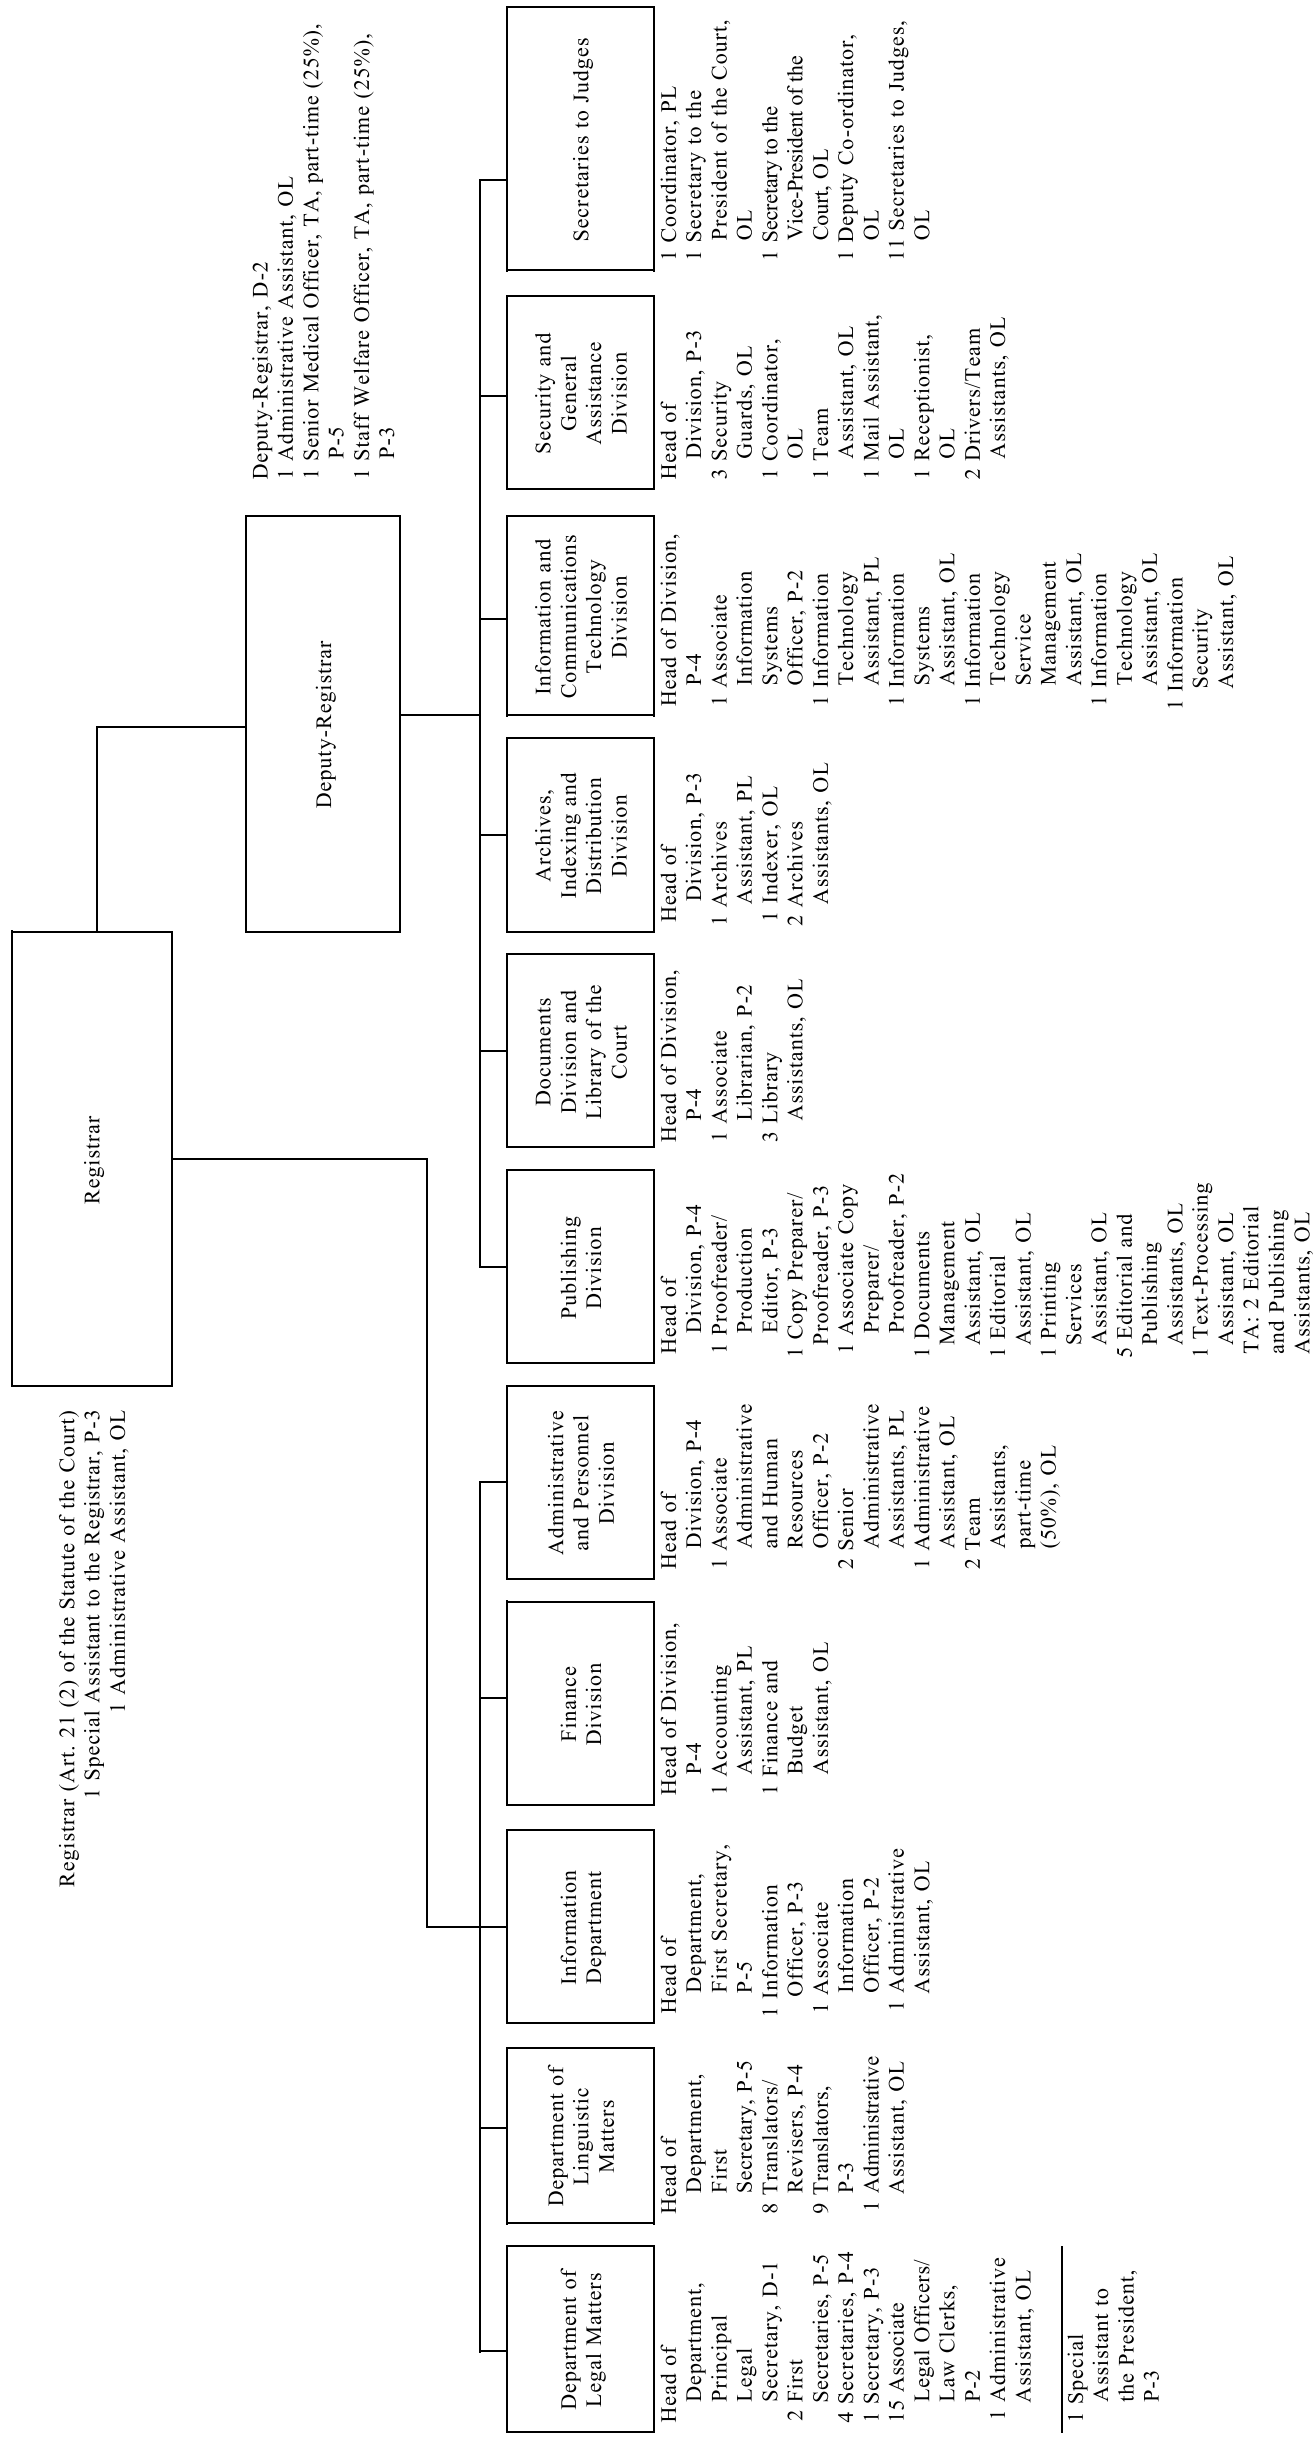 Registrar
Registrar (Art. 21 (2) of the Statute of the Court)
1 Special Assistant to the Registrar, P-3
1 Administrative Assistant, OL
Deputy-Registrar
Deputy-Registrar, D-2
1 Administrative Assistant, OL
1 Senior Medical Officer, TA, part-time (25%),
P-5
1 Staff Welfare Officer, TA, part-time (25%),
P-3
Department of
Legal Matters
Head of
Department,
Principal
Legal
Secretary, D-1
2 First
Secretaries, P-5
4 Secretaries, P-4
1 Secretary, P-3
15 Associate
Legal Officers/
Law Clerks,
P-2
1 Administrative
Assistant, OL
1 Special
Assistant to
the President,
P-3
Department of
Linguistic
Matters
Head of
Department,
First
Secretary, P-5
8 Translators/
Revisers, P-4
9 Translators,
P-3
1 Administrative
Assistant, OL
Information
Department
Head of
Department,
First Secretary,
P-5
1 Information
Officer, P-3
1 Associate
Information
Officer, P-2
1 Administrative
Assistant, OL
Finance
Division
Head of Division,
P-4
1 Accounting
Assistant, PL
1 Finance and
Budget
Assistant, OL
Administrative
and Personnel
Division
Head of
Division, P-4
1 Associate
Administrative
and Human
Resources
Officer, P-2
2 Senior
Administrative
Assistants, PL
1 Administrative
Assistant, OL
2 Team
Assistants,
part-time
(50%), OL
Publishing
Division
Head of
Division, P-4
1 Proofreader/
Production
Editor, P-3
1 Copy Preparer/
Proofreader, P-3
1 Associate Copy
Preparer/
Proofreader, P-2
1 Documents
Management
Assistant, OL
1 Editorial
Assistant, OL
1 Printing
Services
Assistant, OL
5 Editorial and
Publishing
Assistants, OL
1 Text-Processing
Assistant, OL
TA: 2 Editorial
and Publishing
Assistants, OL
Documents
Division and
Library of the
Court
Head of Division,
P-4
1 Associate
Librarian, P-2
3 Library
Assistants, OL
Archives,
Indexing and
Distribution
Division
Head of
Division, P-3
1 Archives
Assistant, PL
1 Indexer, OL
2 Archives
Assistants, OL
Information and
Communications
Technology
Division
Head of Division,
P-4
1 Associate
Information
Systems
Officer, P-2
1 Information
Technology
Assistant, PL
1 Information
Systems
Assistant, OL
1 Information
Technology
Service
Management
Assistant, OL
1 Information
Technology
Assistant, OL
1 Information
Security
Assistant, OL
Security and
General
Assistance
Division
Head of
Division, P-3
3 Security
Guards, OL
1 Coordinator,
OL
1 Team
Assistant, OL
1 Mail Assistant,
OL
1 Receptionist,
OL
2 Drivers/Team
Assistants, OL
Secretaries to Judges
1 Coordinator, PL
1 Secretary to the
President of the Court,
OL
1 Secretary to the
Vice-President of the
Court, OL
1 Deputy Co-ordinator,
OL
11 Secretaries to Judges,
OL